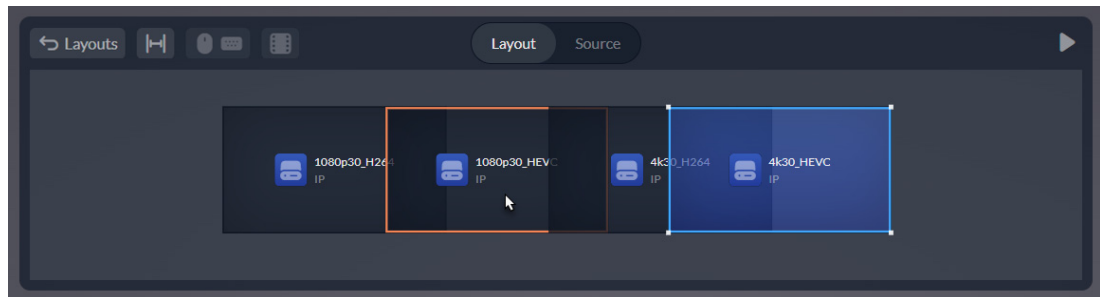 Layouts
Layout
Source
1080p30_H264
IP
1080p30_HEVC
IP
4k30_H264
IP
4k30_HEVC
IP